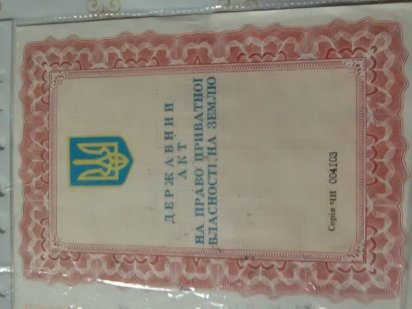 ДЕРЖАВНИЙ
АКТ
НА ПРАВО ПРИВАТНОЇ
ВЛАСНОСТІ НА ЗЕМЛЮ
Серія ЧН 004103